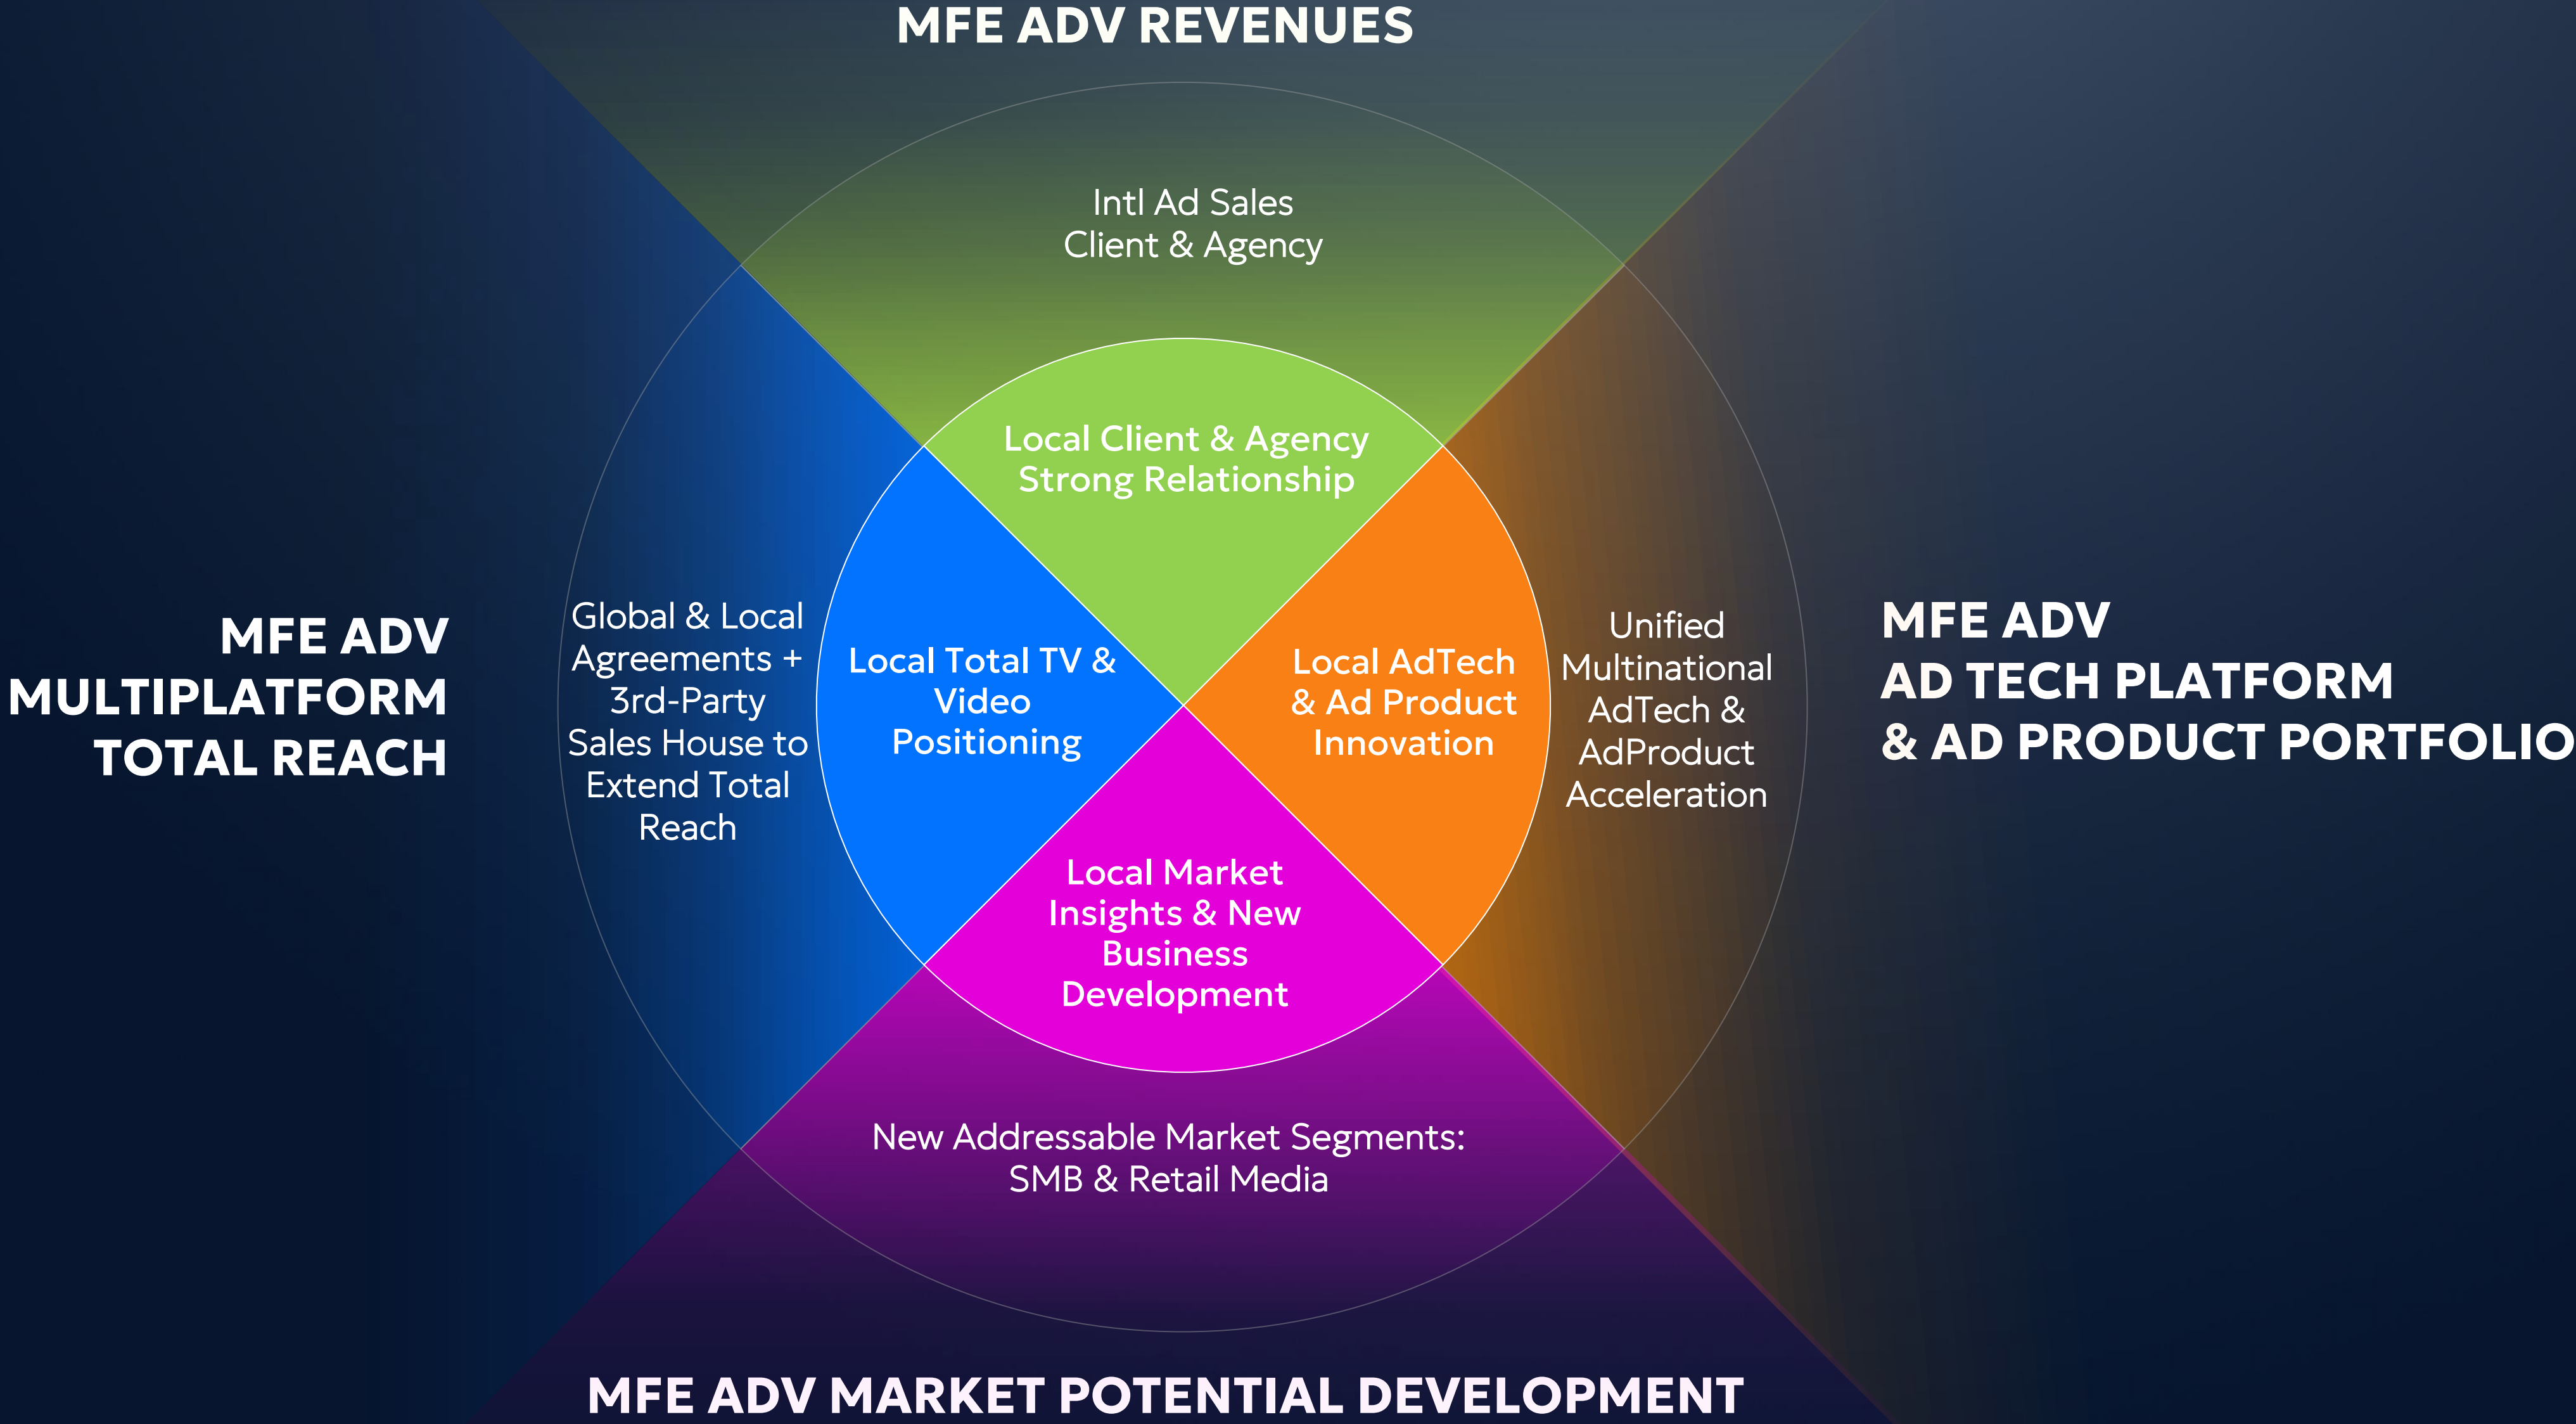 MFE ADV REVENUES
Intl Ad Sales
Client & Agency
Local Client & Agency
Strong Relationship
MFE ADV
MULTIPLATFORM
TOTAL REACH
Global & Local
Agreements +
3rd-Party
Sales House to
Extend Total
Reach
Local Total TV &
Video
Positioning
Local AdTech
& Ad Product
Innovation
Unified
Multinational
AdTech &
AdProduct
Acceleration
MFE ADV
AD TECH PLATFORM
& AD PRODUCT PORTFOLIO
Local Market
Insights & New
Business
Development
New Addressable Market Segments:
SMB & Retail Media
MFE ADV MARKET POTENTIAL DEVELOPMENT